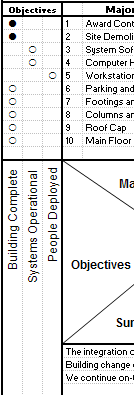 Objectives Major
1 Award Cont
2 Site Demoli
3 System Sof
4 Computer H
5 Workstation
6 Parking and
7 Footings an
8 Columns an
9 Roof Cap
10 Main Floor
Building Complete
Systems Operational
People Deployed
Ma
Objectives
Sum
The integration o
Building change o
We continue on-t